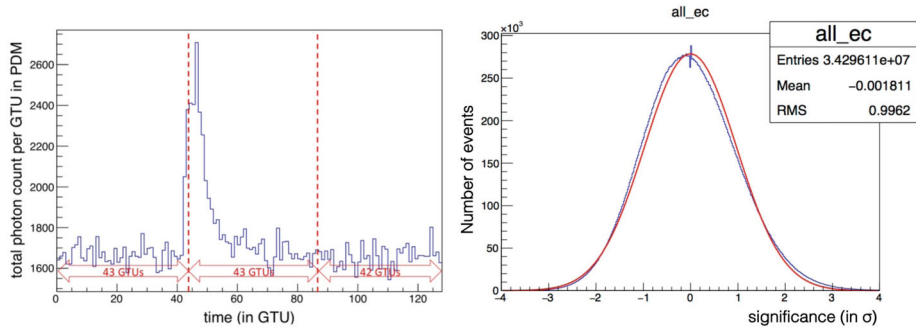 total photon count per GTU in PDM
2600
2400
2200
2000
1800
1600
43 GTUs 43 GTUs 42 GTUs
0 20 40 60 80 100 120
time (in GTU)
all_ec
×10³
300
250
200
150
100
50
0
Number of events
all_ec
Entries 3.429611e+07
Mean -0.001811
RMS 0.9962
−4 −3 −2 −1 0 1 2 3 4
significance (in σ)